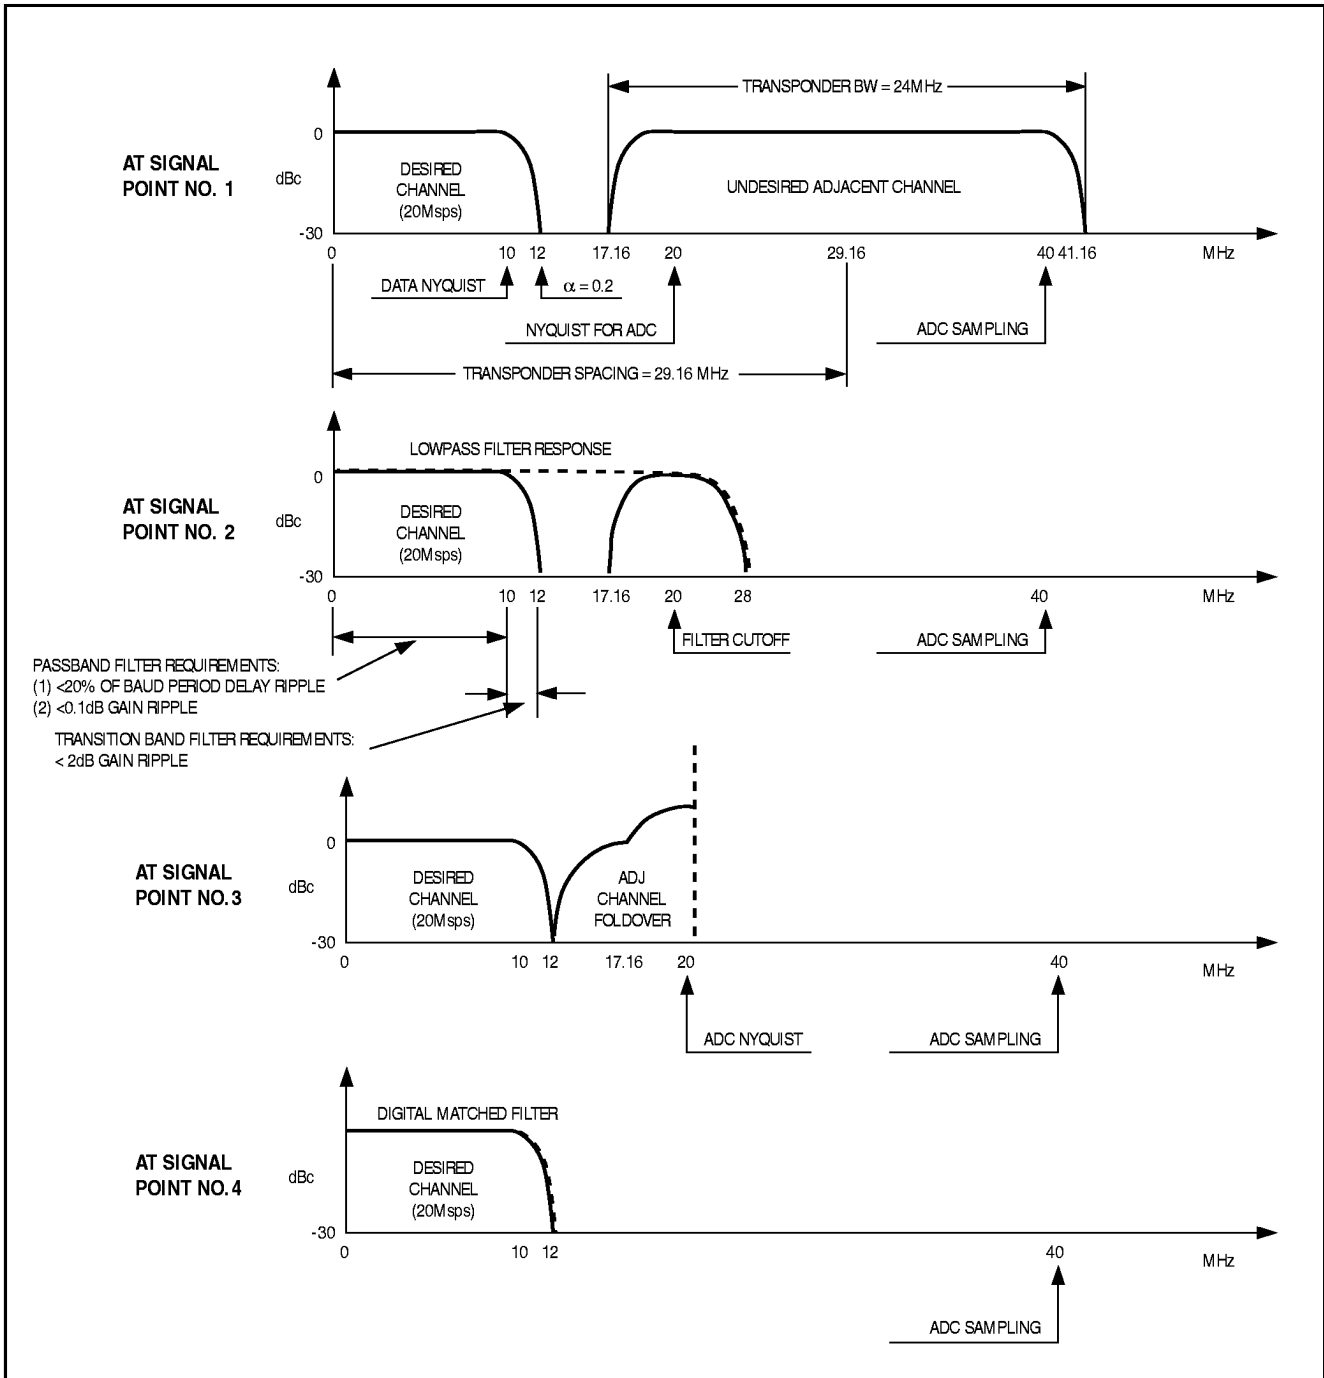 TRANSPONDER BW = 24MHz
0
AT SIGNAL
POINT NO. 1
dBc
DESIRED
CHANNEL
(20Msps)
UNDESIRED ADJACENT CHANNEL
-30
0 10 12 17.16 20 29.16 40 41.16 MHz
DATA NYQUIST
α = 0.2
NYQUIST FOR ADC
ADC SAMPLING
TRANSPONDER SPACING = 29.16 MHz
LOWPASS FILTER RESPONSE
0
AT SIGNAL
POINT NO. 2
dBc
DESIRED
CHANNEL
(20Msps)
-30
0 10 12 17.16 20 28 40 MHz
FILTER CUTOFF
ADC SAMPLING
PASSBAND FILTER REQUIREMENTS:
(1) <20% OF BAUD PERIOD DELAY RIPPLE
(2) <0.1dB GAIN RIPPLE
TRANSITION BAND FILTER REQUIREMENTS:
< 2dB GAIN RIPPLE
0
AT SIGNAL
POINT NO. 3
dBc
DESIRED
CHANNEL
(20Msps)
ADJ
CHANNEL
FOLDOVER
-30
0 10 12 17.16 20 40 MHz
ADC NYQUIST
ADC SAMPLING
DIGITAL MATCHED FILTER
AT SIGNAL
POINT NO. 4
dBc
DESIRED
CHANNEL
(20Msps)
-30
0 10 12 40 MHz
ADC SAMPLING